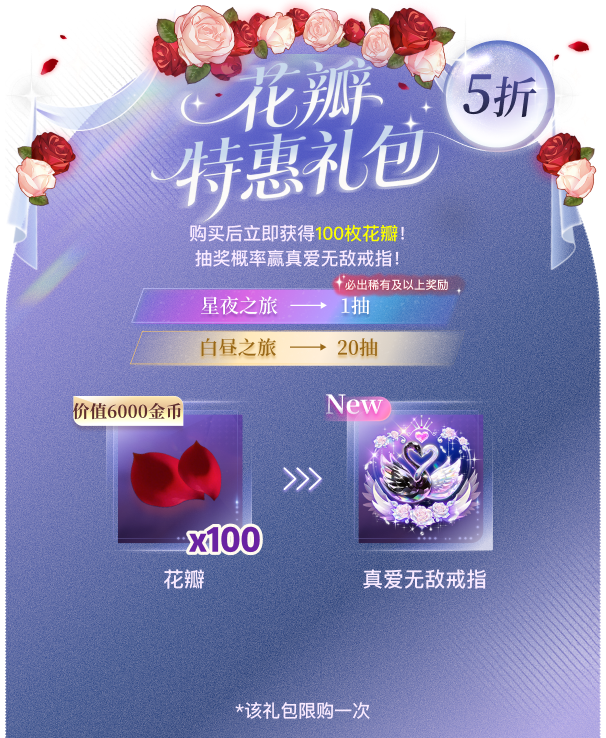 5折
花瓣
特惠礼包
购买后立即获得100枚花瓣！
抽奖概率赢真爱无敌戒指！
必出稀有及以上奖励
星夜之旅 → 1抽
白昼之旅 → 20抽
价值6000金币
New
x100
花瓣
真爱无敌戒指
*该礼包限购一次